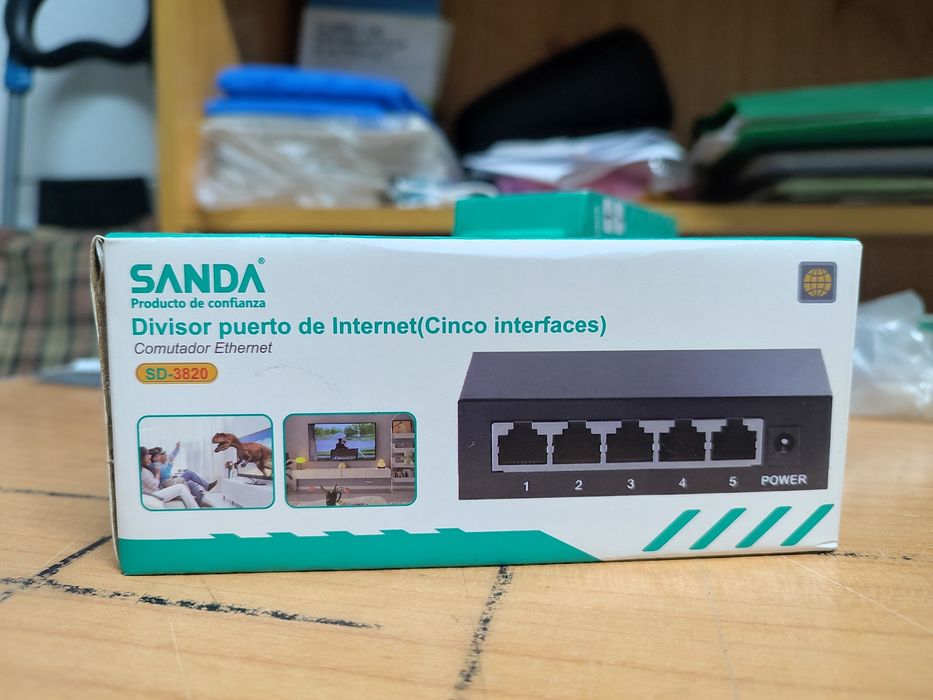 SANDA®
Producto de confianza
Divisor puerto de Internet(Cinco interfaces)
Comutador Ethernet
SD-3820
1 2 3 4 5 POWER